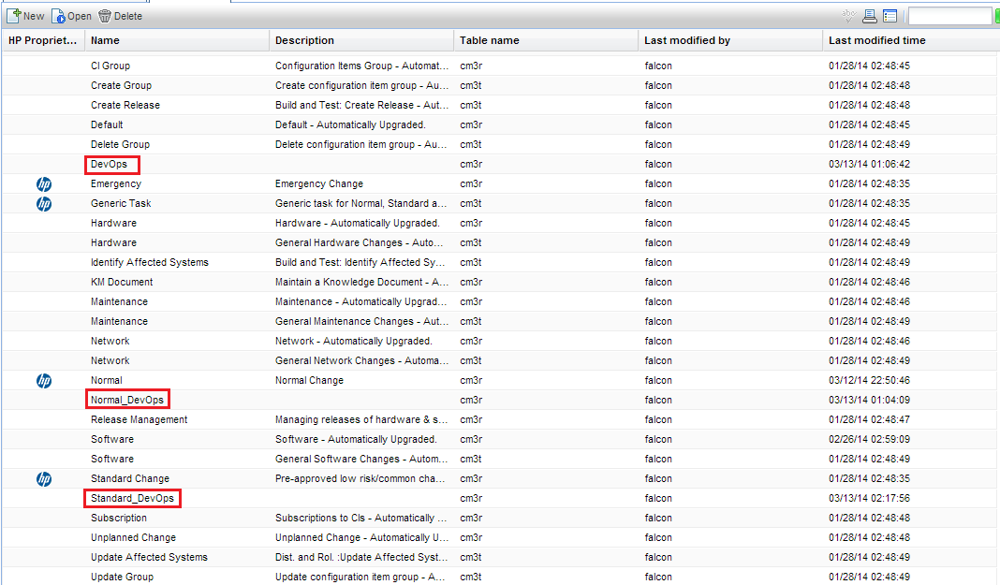 New Open Delete abc
HP Propriet... Name Description Table name Last modified by Last modified time
CI Group Configuration Items Group - Automat... cm3r falcon 01/28/14 02:48:45
Create Group Create configuration item group - Au... cm3t falcon 01/28/14 02:48:48
Create Release Build and Test: Create Release - Aut... cm3t falcon 01/28/14 02:48:48
Default Default - Automatically Upgraded. cm3r falcon 01/28/14 02:48:45
Delete Group Delete configuration item group - Au... cm3t falcon 01/28/14 02:48:49
DevOps cm3r falcon 03/13/14 01:06:42
hp Emergency Emergency Change cm3r falcon 01/28/14 02:48:35
hp Generic Task Generic task for Normal, Standard a... cm3t falcon 01/28/14 02:48:35
Hardware Hardware - Automatically Upgraded. cm3r falcon 01/28/14 02:48:45
Hardware General Hardware Changes - Auto... cm3t falcon 01/28/14 02:48:49
Identify Affected Systems Build and Test: Identify Affected Sy... cm3t falcon 01/28/14 02:48:49
KM Document Maintain a Knowledge Document - A... cm3r falcon 01/28/14 02:48:46
Maintenance Maintenance - Automatically Upgrad... cm3r falcon 01/28/14 02:48:46
Maintenance General Maintenance Changes - Aut... cm3t falcon 01/28/14 02:48:49
Network Network - Automatically Upgraded. cm3r falcon 01/28/14 02:48:46
Network General Network Changes - Automa... cm3t falcon 01/28/14 02:48:49
hp Normal Normal Change cm3r falcon 03/12/14 22:50:46
Normal_DevOps cm3r falcon 03/13/14 01:04:09
Release Management Managing releases of hardware & s... cm3r falcon 01/28/14 02:48:47
Software Software - Automatically Upgraded. cm3r falcon 02/26/14 02:59:09
Software General Software Changes - Autom... cm3t falcon 01/28/14 02:48:49
hp Standard Change Pre-approved low risk/common cha... cm3r falcon 01/28/14 02:48:35
Standard_DevOps cm3r falcon 03/13/14 02:17:56
Subscription Subscriptions to CIs - Automatically ... cm3r falcon 01/28/14 02:48:48
Unplanned Change Unplanned Change - Automatically U... cm3r falcon 01/28/14 02:48:48
Update Affected Systems Dist. and Rol. :Update Affected Syst... cm3t falcon 01/28/14 02:48:49
Update Group Update configuration item group - A... cm3t falcon 01/28/14 02:48:49